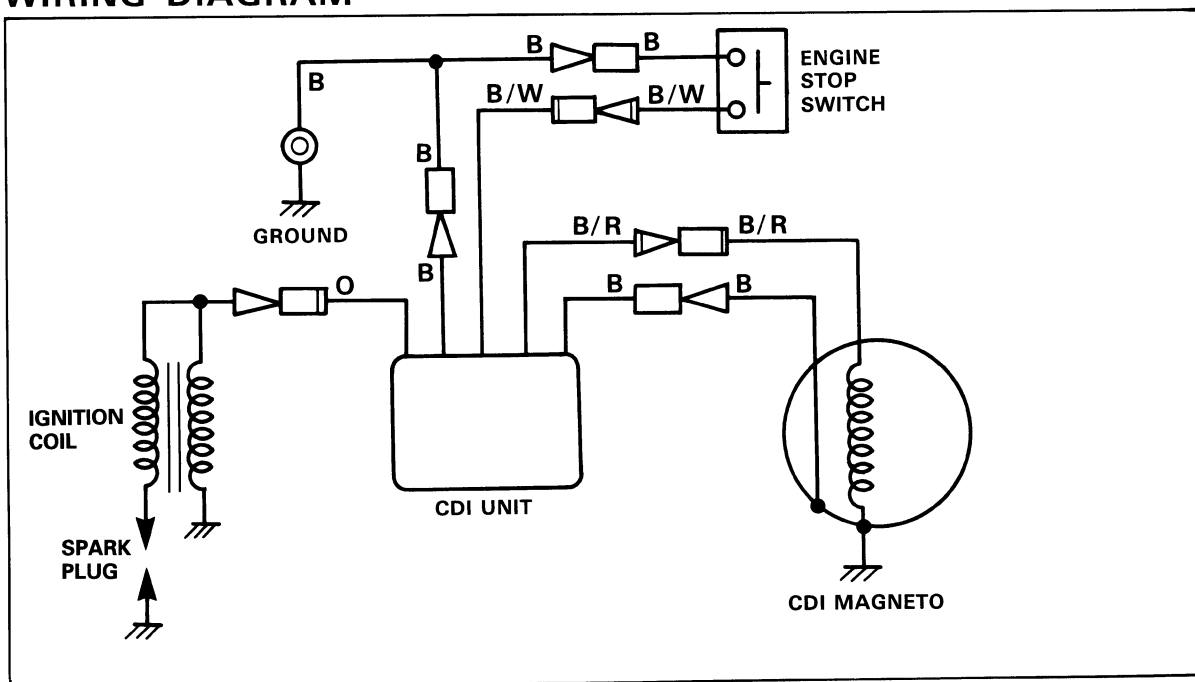 WIRING DIAGRAM
B
B
B
ENGINE
STOP
SWITCH
B/W
B/W
B
GROUND
B
B
B/R
B/R
O
B
B
IGNITION
COIL
CDI UNIT
SPARK
PLUG
CDI MAGNETO